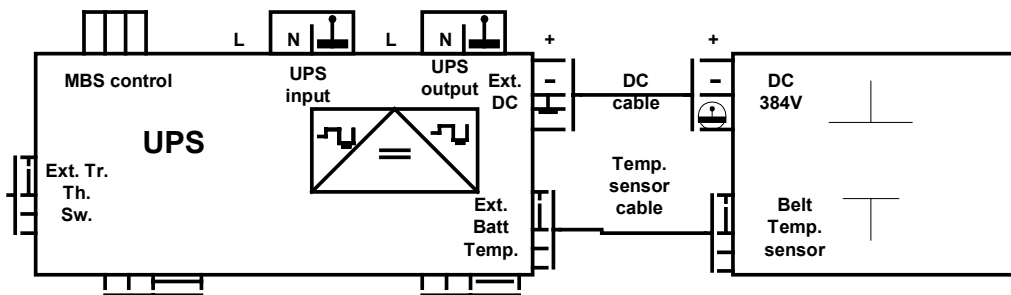 L N L N + +
MBS control
UPS input
UPS output
Ext. DC
-
DC cable
-
DC 384V
UPS
Ext. Tr. Th. Sw.
Temp. sensor cable
Ext. Batt Temp.
Belt Temp. sensor